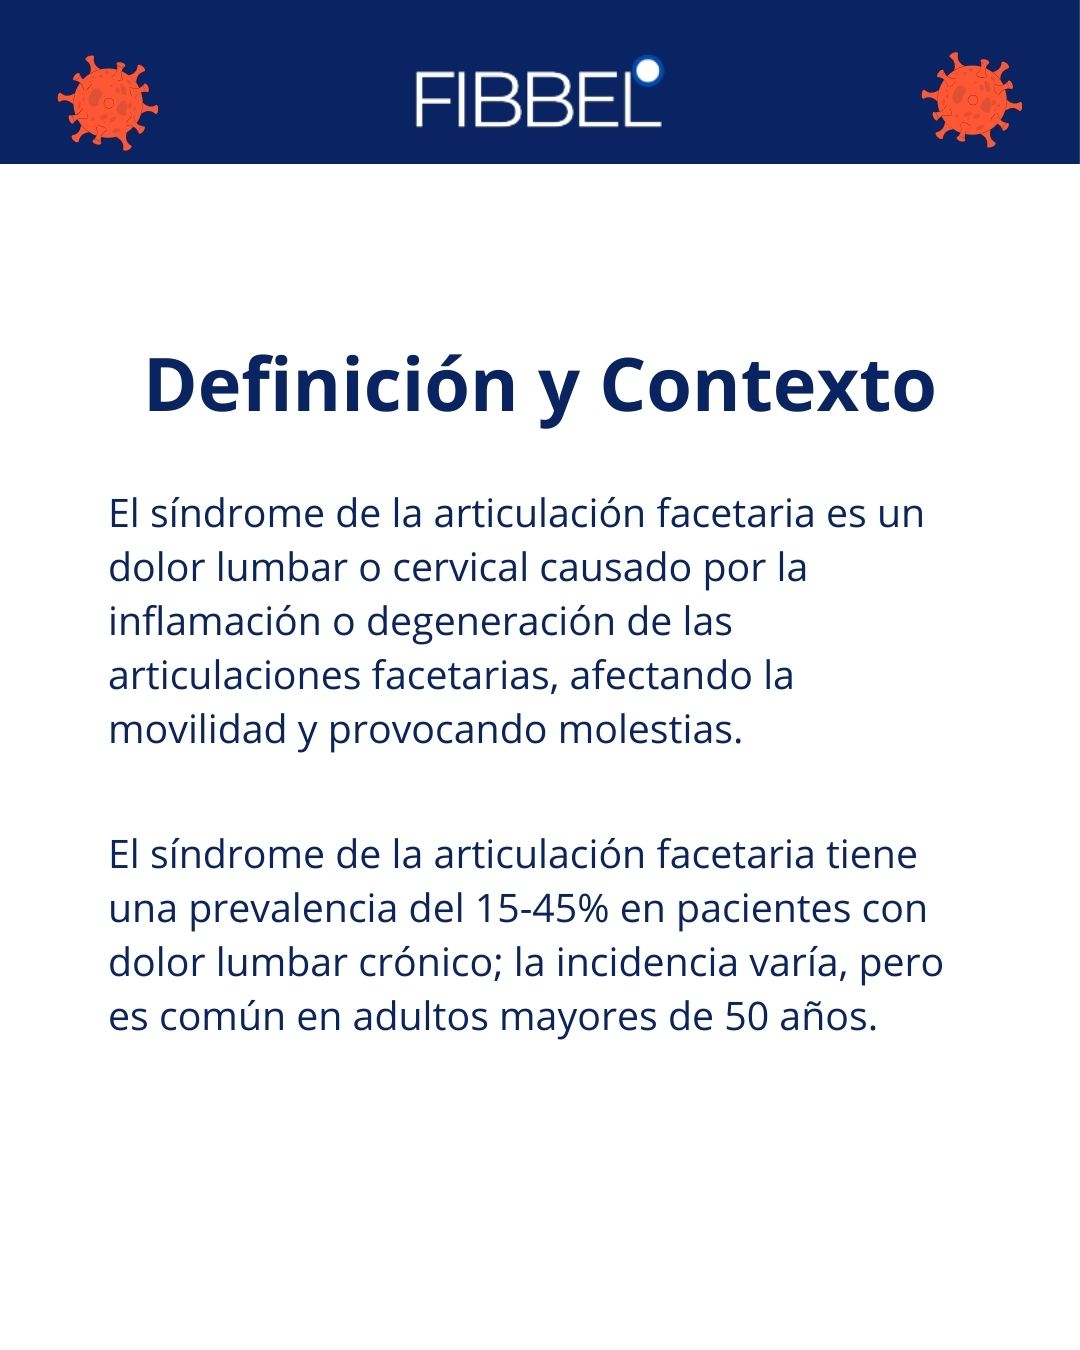 FIBBEL
Definición y Contexto
El síndrome de la articulación facetaria es un
dolor lumbar o cervical causado por la
inflamación o degeneración de las
articulaciones facetarias, afectando la
movilidad y provocando molestias.
El síndrome de la articulación facetaria tiene
una prevalencia del 15-45% en pacientes con
dolor lumbar crónico; la incidencia varía, pero
es común en adultos mayores de 50 años.